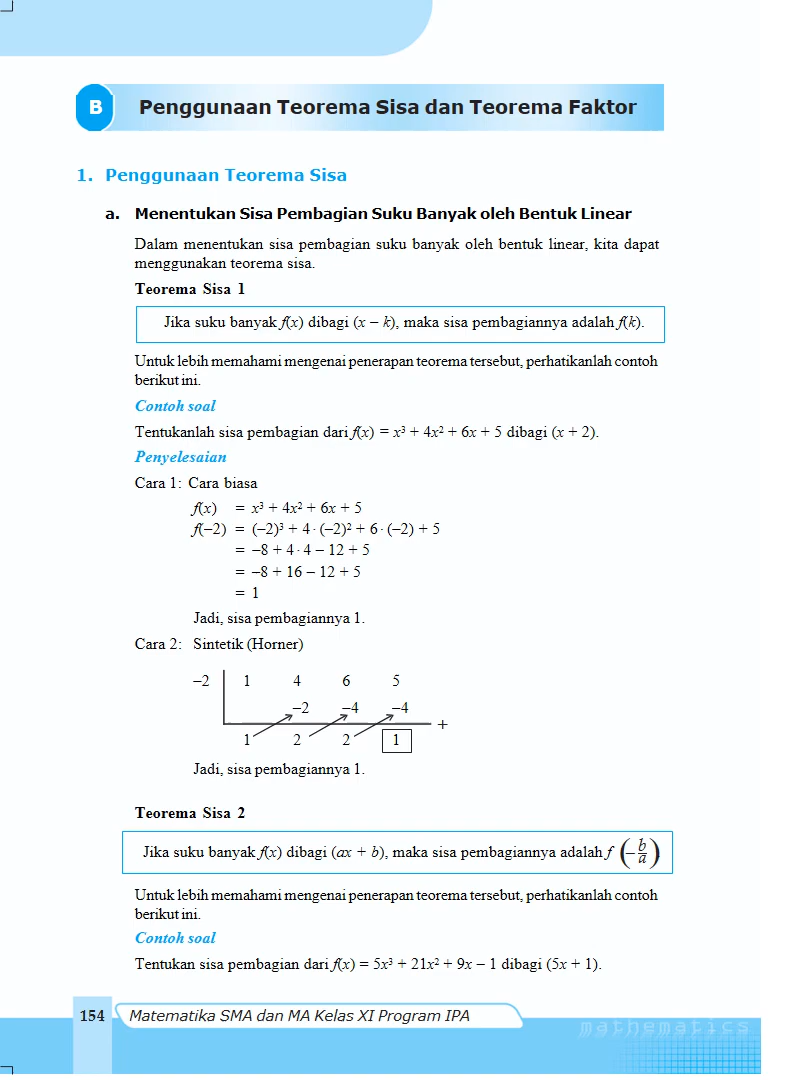 B Penggunaan Teorema Sisa dan Teorema Faktor
1. Penggunaan Teorema Sisa
a. Menentukan Sisa Pembagian Suku Banyak oleh Bentuk Linear
Dalam menentukan sisa pembagian suku banyak oleh bentuk linear, kita dapat
menggunakan teorema sisa.
Teorema Sisa 1
Jika suku banyak f(x) dibagi (x – k), maka sisa pembagiannya adalah f(k).
Untuk lebih memahami mengenai penerapan teorema tersebut, perhatikanlah contoh
berikut ini.
Contoh soal
Tentukanlah sisa pembagian dari f(x) = x³ + 4x² + 6x + 5 dibagi (x + 2).
Penyelesaian
Cara 1: Cara biasa
f(x) = x³ + 4x² + 6x + 5
f(–2) = (–2)³ + 4 · (–2)² + 6 · (–2) + 5
= –8 + 4 · 4 – 12 + 5
= –8 + 16 – 12 + 5
= 1
Jadi, sisa pembagiannya 1.
Cara 2: Sintetik (Horner)
–2 1 4 6 5
–2 –4 –4
+
1 2 2 1
Jadi, sisa pembagiannya 1.
Teorema Sisa 2
Jika suku banyak f(x) dibagi (ax + b), maka sisa pembagiannya adalah f (–b/a)
Untuk lebih memahami mengenai penerapan teorema tersebut, perhatikanlah contoh
berikut ini.
Contoh soal
Tentukan sisa pembagian dari f(x) = 5x³ + 21x² + 9x – 1 dibagi (5x + 1).
154 Matematika SMA dan MA Kelas XI Program IPA
mathematics